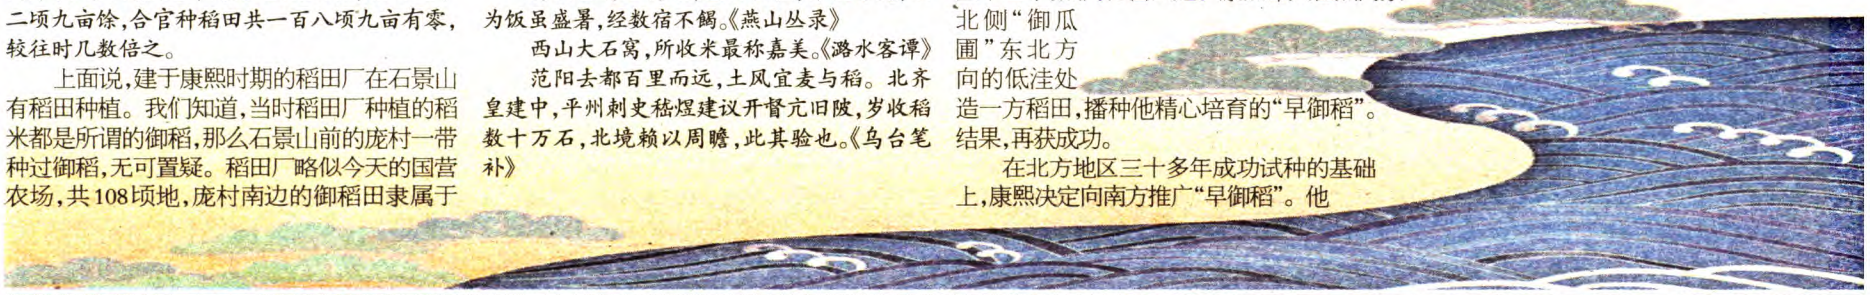 二顷九亩馀,合官种稻田共一百八顷九亩有零,
较往时几数倍之。
上面说,建于康熙时期的稻田厂在石景山
有稻田种植。我们知道,当时稻田厂种植的稻
米都是所谓的御稻,那么石景山前的庞村一带
种过御稻,无可置疑。稻田厂略似今天的国营
农场,共108顷地,庞村南边的御稻田隶属于
为饭虽盛暑,经数宿不餲。《燕山丛录》
西山大石窝,所收米最称嘉美。《潞水客谭》
范阳去都百里而远,土风宜麦与稻。北齐
皇建中,平州刺史嵇煜建议开督亢旧陂,岁收稻
数十万石,北境赖以周瞻,此其验也。《乌台笔
补》
北侧“御瓜
圃”东北方
向的低洼处
造一方稻田,播种他精心培育的“早御稻”。
结果,再获成功。
在北方地区三十多年成功试种的基础
上,康熙决定向南方推广“早御稻”。他